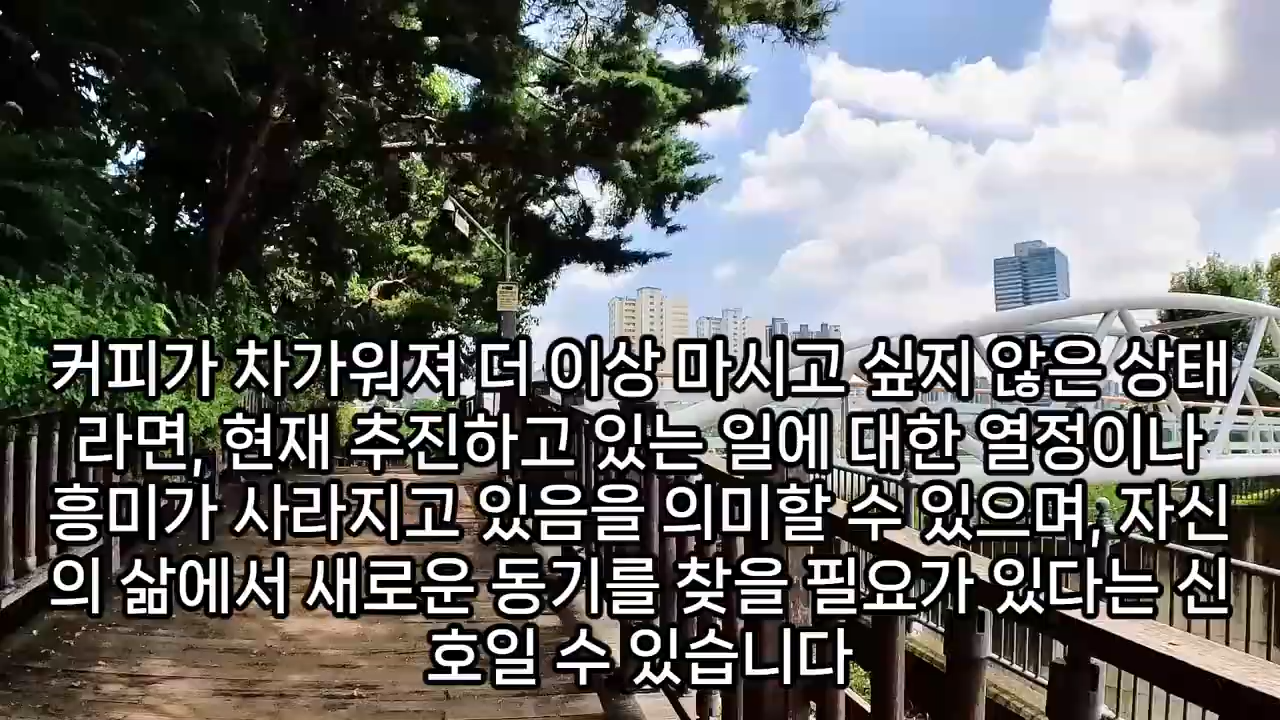 커피가 차가워져 더 이상 마시고 싶지 않은 상태
라면, 현재 추진하고 있는 일에 대한 열정이나
흥미가 사라지고 있음을 의미할 수 있으며, 자신
의 삶에서 새로운 동기를 찾을 필요가 있다는 신
호일 수 있습니다